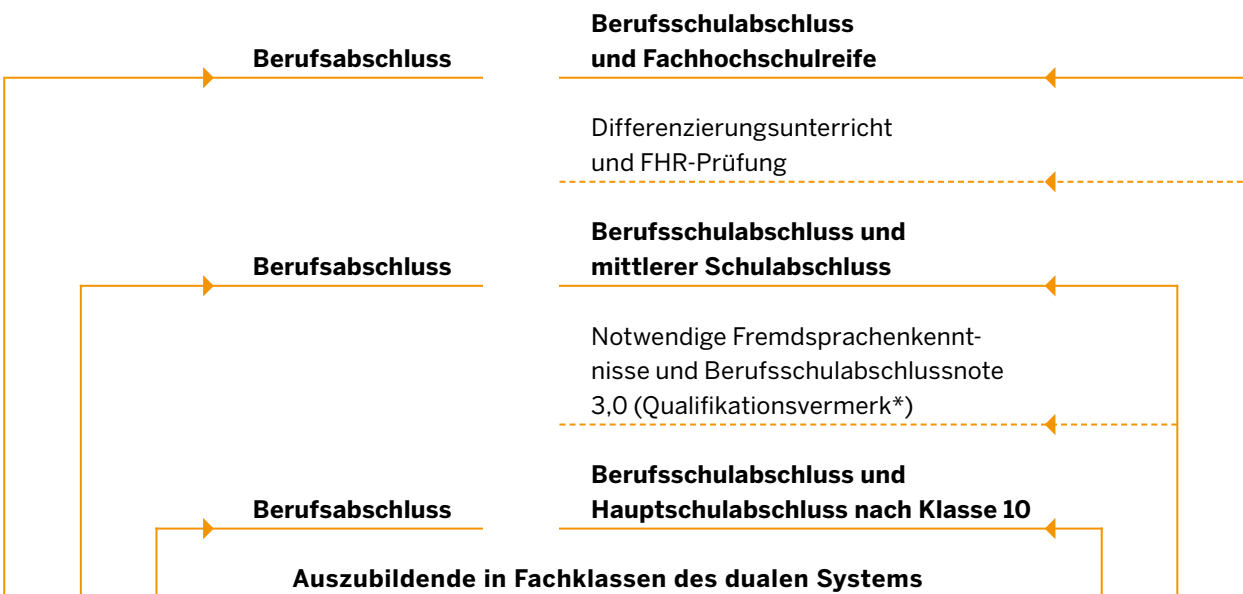 Berufsschulabschluss
Berufsabschluss und Fachhochschulreife
Differenzierungsunterricht
und FHR-Prüfung
Berufsschulabschluss und
Berufsabschluss mittlerer Schulabschluss
Notwendige Fremdsprachenkennt-
nisse und Berufsschulabschlussnote
3,0 (Qualifikationsvermerk*)
Berufsschulabschluss und
Berufsabschluss Hauptschulabschluss nach Klasse 10
Auszubildende in Fachklassen des dualen Systems